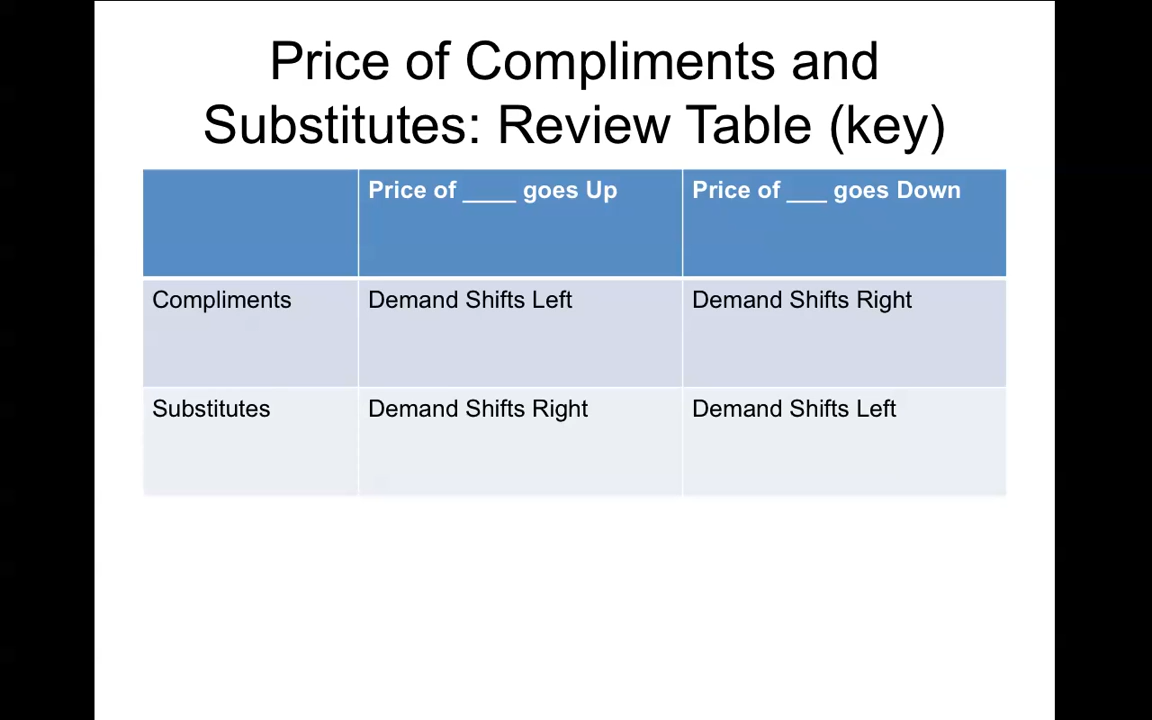 Price of Compliments and
Substitutes: Review Table (key)
Price of ____ goes Up
Price of ___ goes Down
Compliments
Demand Shifts Left
Demand Shifts Right
Substitutes
Demand Shifts Right
Demand Shifts Left